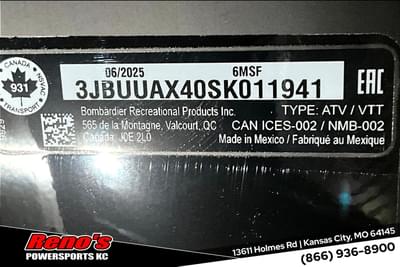 CANADA
931
TRANSPORT
06/2025
6MSF
3JBUUAX40SK011941
EAC
Bombardier Recreational Products Inc.
TYPE: ATV / VTT
565 de la Montagne, Valcourt, QC
CAN ICES-002 / NMB-002
Canada, J0E 2L0
Made in Mexico / Fabriqué au Mexique
Reno's
POWERSPORTS KC
13611 Holmes Rd | Kansas City, MO 64145
(866) 936-8900